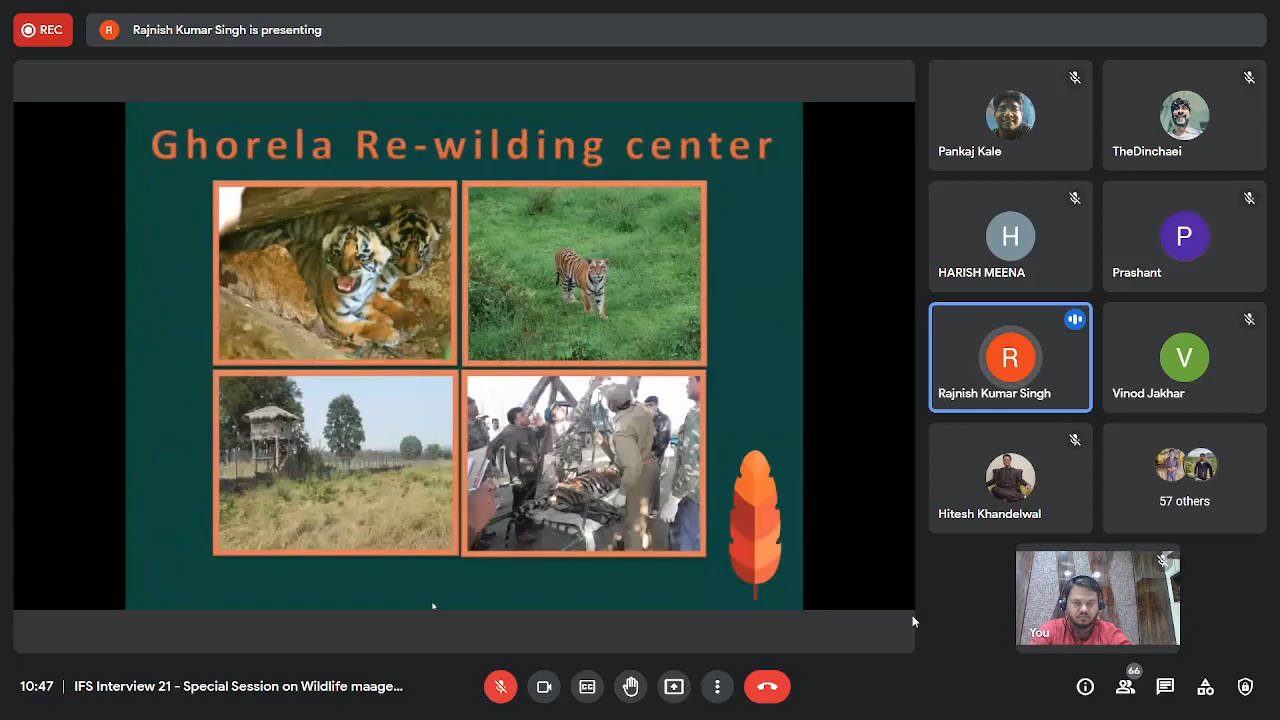 REC
R
Rajnish Kumar Singh is presenting
Ghorela Re-wilding center
Pankaj Kale
TheDinchaei
H
HARISH MEENA
P
Prashant
R
Rajnish Kumar Singh
V
Vinod Jakhar
Hitesh Khandelwal
57 others
You
10:47 | IFS Interview 21 - Special Session on Wildlife maage...
66